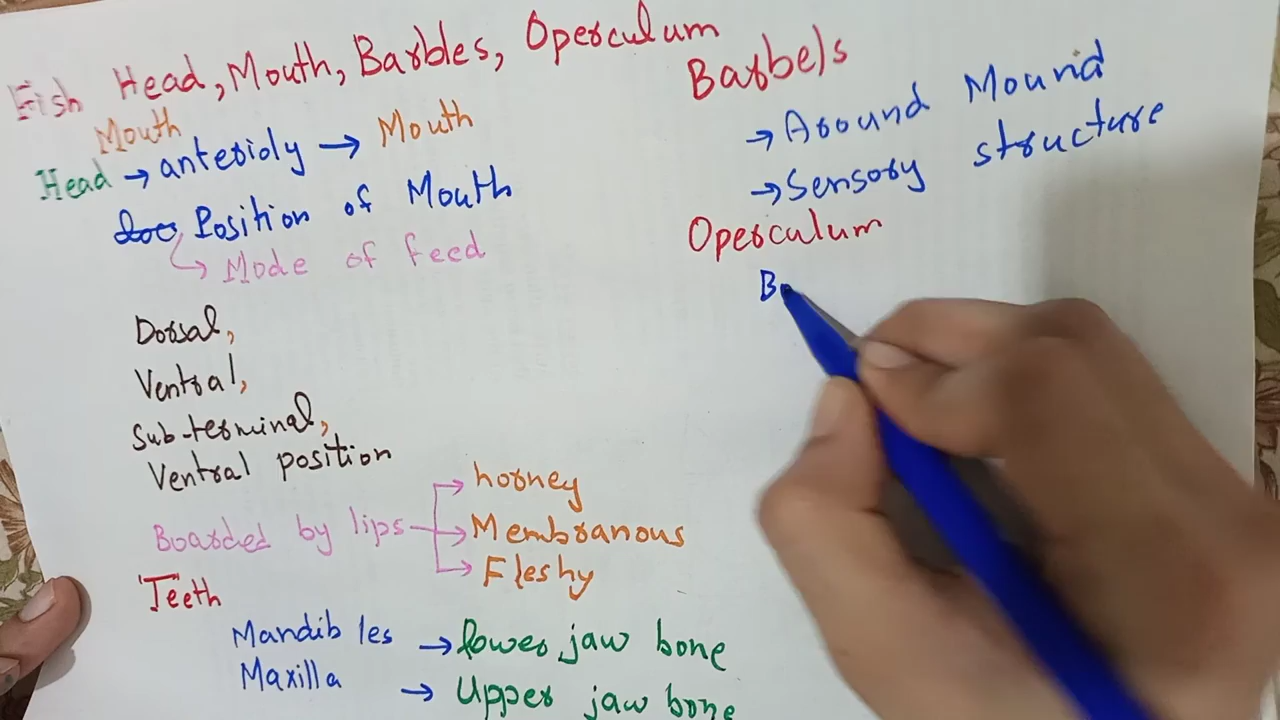 Fish Head, Mouth, Barbles, Operculum
Mouth
Head → anterioly → Mouth
Position of Mouth
↳ Mode of feed
Dorsal,
Ventral,
Sub-terminal,
Ventral position
Boarded by lips → horney
→ Membranous
→ Fleshy
Teeth
Mandibles → lower jaw bone
Maxilla → Upper jaw bone
Barbels
→ Around Mound
→ Sensory structure
Operculum
B